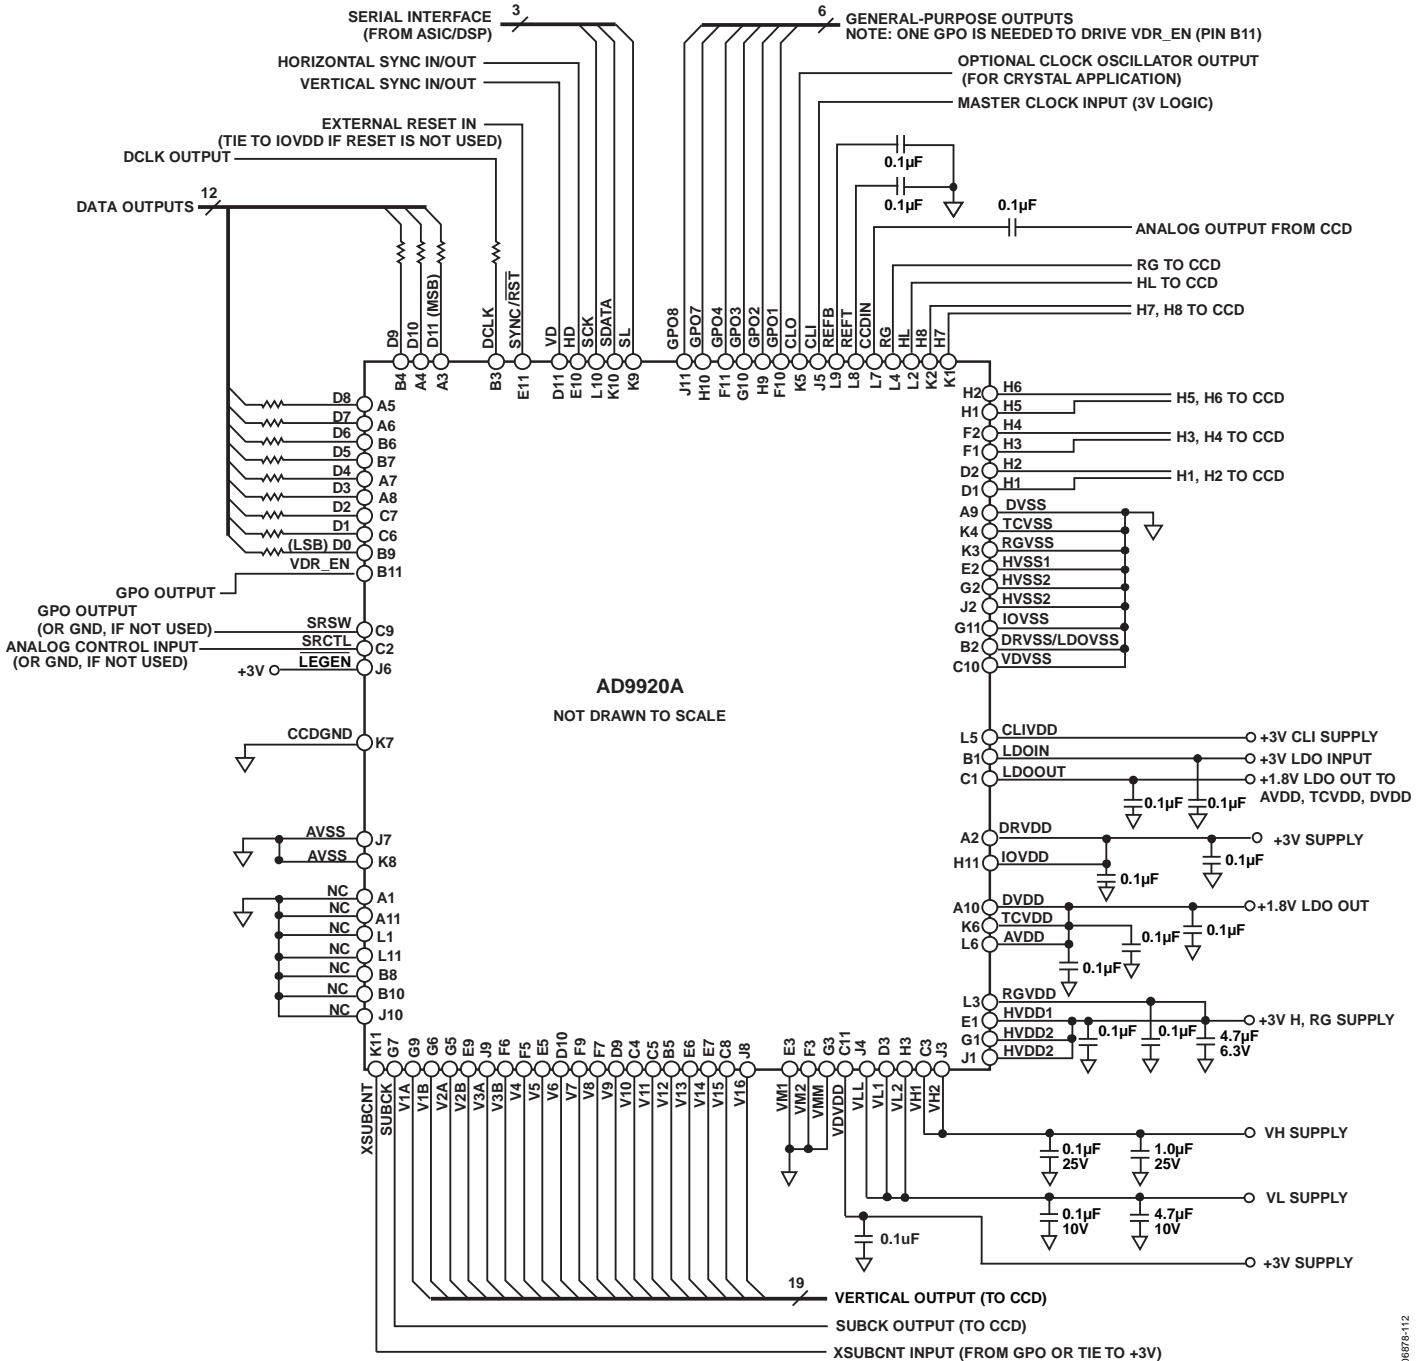 SERIAL INTERFACE
(FROM ASIC/DSP)
3
6
GENERAL-PURPOSE OUTPUTS
NOTE: ONE GPO IS NEEDED TO DRIVE VDR_EN (PIN B11)
HORIZONTAL SYNC IN/OUT
VERTICAL SYNC IN/OUT
OPTIONAL CLOCK OSCILLATOR OUTPUT
(FOR CRYSTAL APPLICATION)
MASTER CLOCK INPUT (3V LOGIC)
EXTERNAL RESET IN
(TIE TO IOVDD IF RESET IS NOT USED)
DCLK OUTPUT
0.1µF
0.1µF
0.1µF
DATA OUTPUTS
12
ANALOG OUTPUT FROM CCD
RG TO CCD
HL TO CCD
H7, H8 TO CCD
D9
D10
D11 (MSB)
DCLK
SYNC/RST
VD
HD
SCK
SDATA
SL
GPO8
GPO7
GPO4
GPO3
GPO2
GPO1
CLO
CLI
REFB
REFT
CCDIN
RG
HL
H8
H7
B4
A4
A3
B3
E11
D11
E10
L10
K10
K9
J11
H10
F11
G10
H9
F10
K5
J5
L9
L8
L7
L4
L2
K2
K1
D8 A5
D7 A6
D6 B6
D5 B7
D4 A7
D3 A8
D2 C7
D1 C6
(LSB) D0 B9
VDR_EN B11
GPO OUTPUT
GPO OUTPUT
(OR GND, IF NOT USED)
SRSW C9
ANALOG CONTROL INPUT
(OR GND, IF NOT USED)
SRCTL C2
+3V LEGEN J6
CCDGND K7
AVSS J7
AVSS K8
NC A1
NC A11
NC L1
NC L11
NC B8
NC B10
NC J10
AD9920A
NOT DRAWN TO SCALE
H2 H6
H1 H5
H5, H6 TO CCD
F2 H4
F1 H3
H3, H4 TO CCD
D2 H2
D1 H1
H1, H2 TO CCD
A9 DVSS
K4 TCVSS
K3 RGVSS
E2 HVSS1
G2 HVSS2
J2 HVSS2
G11 IOVSS
B2 DRVSS/LDOVSS
C10 VDVSS
L5 CLIVDD +3V CLI SUPPLY
B1 LDOIN +3V LDO INPUT
C1 LDOOUT +1.8V LDO OUT TO
AVDD, TCVDD, DVDD
0.1µF
0.1µF
A2 DRVDD +3V SUPPLY
H11 IOVDD
0.1µF
0.1µF
A10 DVDD +1.8V LDO OUT
K6 TCVDD
L6 AVDD
0.1µF
0.1µF
0.1µF
L3 RGVDD
E1 HVDD1 +3V H, RG SUPPLY
G1 HVDD2
J1 HVDD2
0.1µF
0.1µF
4.7µF
6.3V
K11
G7
G9
G6
G5
E9
J9
F6
F5
E5
D10
F9
F7
D9
C4
C5
B5
E6
E7
C8
J8
E3
F3
G3
C11
J4
D3
H3
C3
J3
XSUBCNT
SUBCK
V1A
V1B
V2A
V2B
V3A
V3B
V4
V5
V6
V7
V8
V9
V10
V11
V12
V13
V14
V15
V16
VM1
VM2
VMM
VDVDD
VLL
VL1
VL2
VH1
VH2
VH SUPPLY
0.1µF
25V
1.0µF
25V
VL SUPPLY
0.1µF
10V
4.7µF
10V
0.1uF
+3V SUPPLY
19
VERTICAL OUTPUT (TO CCD)
SUBCK OUTPUT (TO CCD)
XSUBCNT INPUT (FROM GPO OR TIE TO +3V)
06878-112